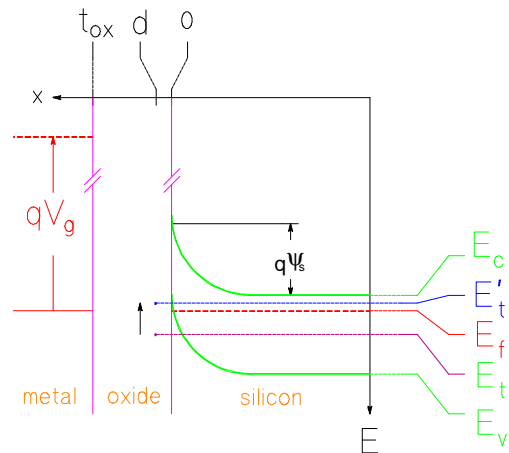 t_ox d 0
x
qV_g
qψ_s
E_c
E'_t
E_f
E_t
E_v
metal oxide silicon
E